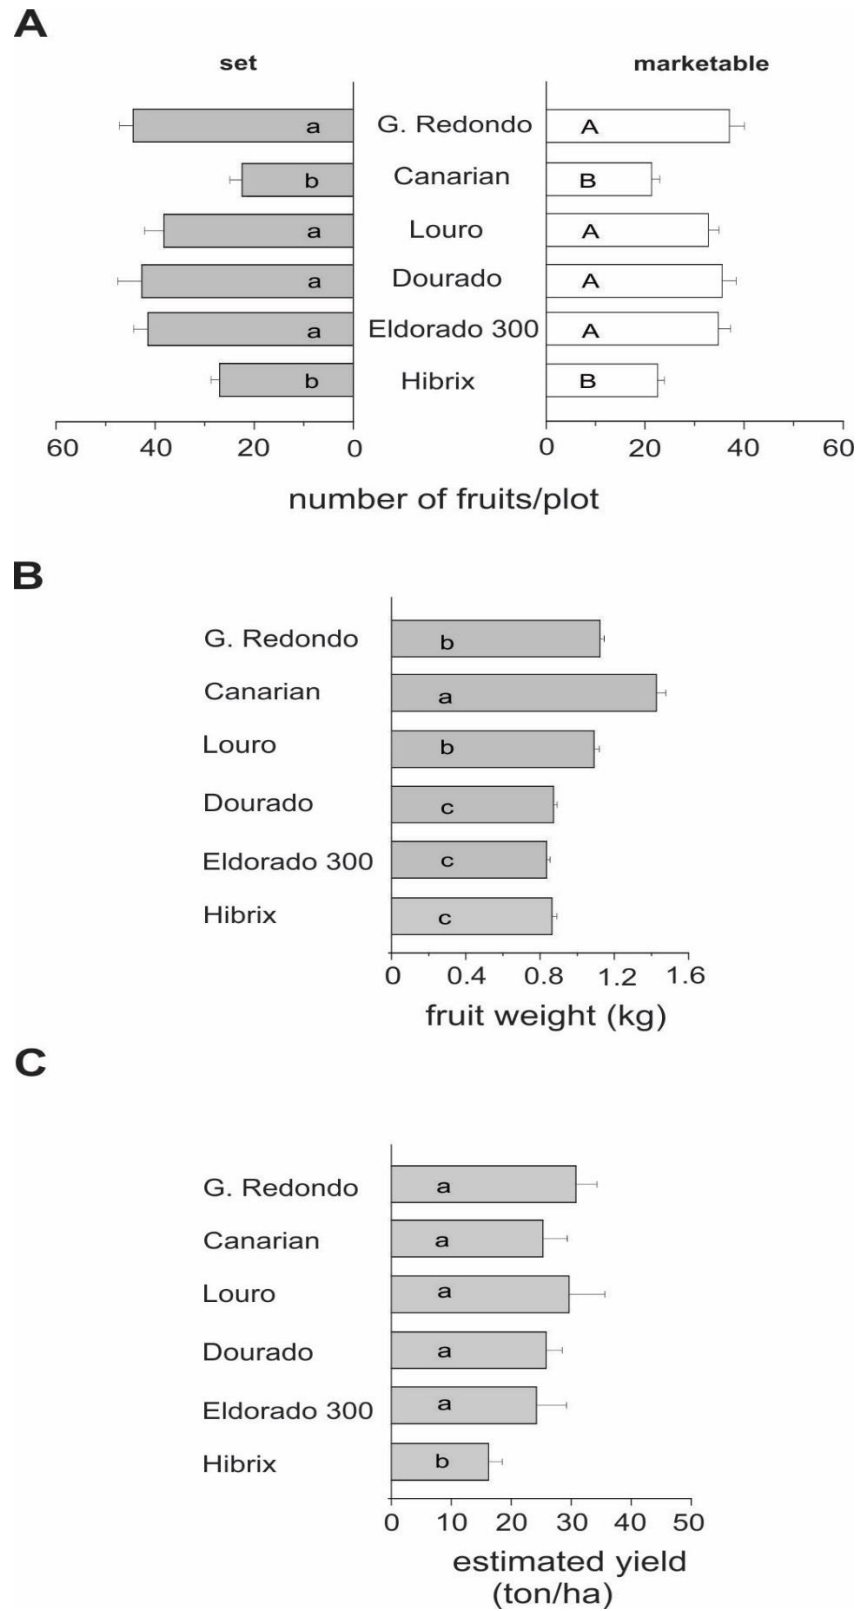 A
set marketable
a G. Redondo A
b Canarian B
a Louro A
a Dourado A
a Eldorado 300 A
b Hibrix B
60 40 20 0 0 20 40 60
number of fruits/plot
B
G. Redondo b
Canarian a
Louro b
Dourado c
Eldorado 300 c
Hibrix c
0 0.4 0.8 1.2 1.6
fruit weight (kg)
C
G. Redondo a
Canarian a
Louro a
Dourado a
Eldorado 300 a
Hibrix b
0 10 20 30 40 50
estimated yield
(ton/ha)